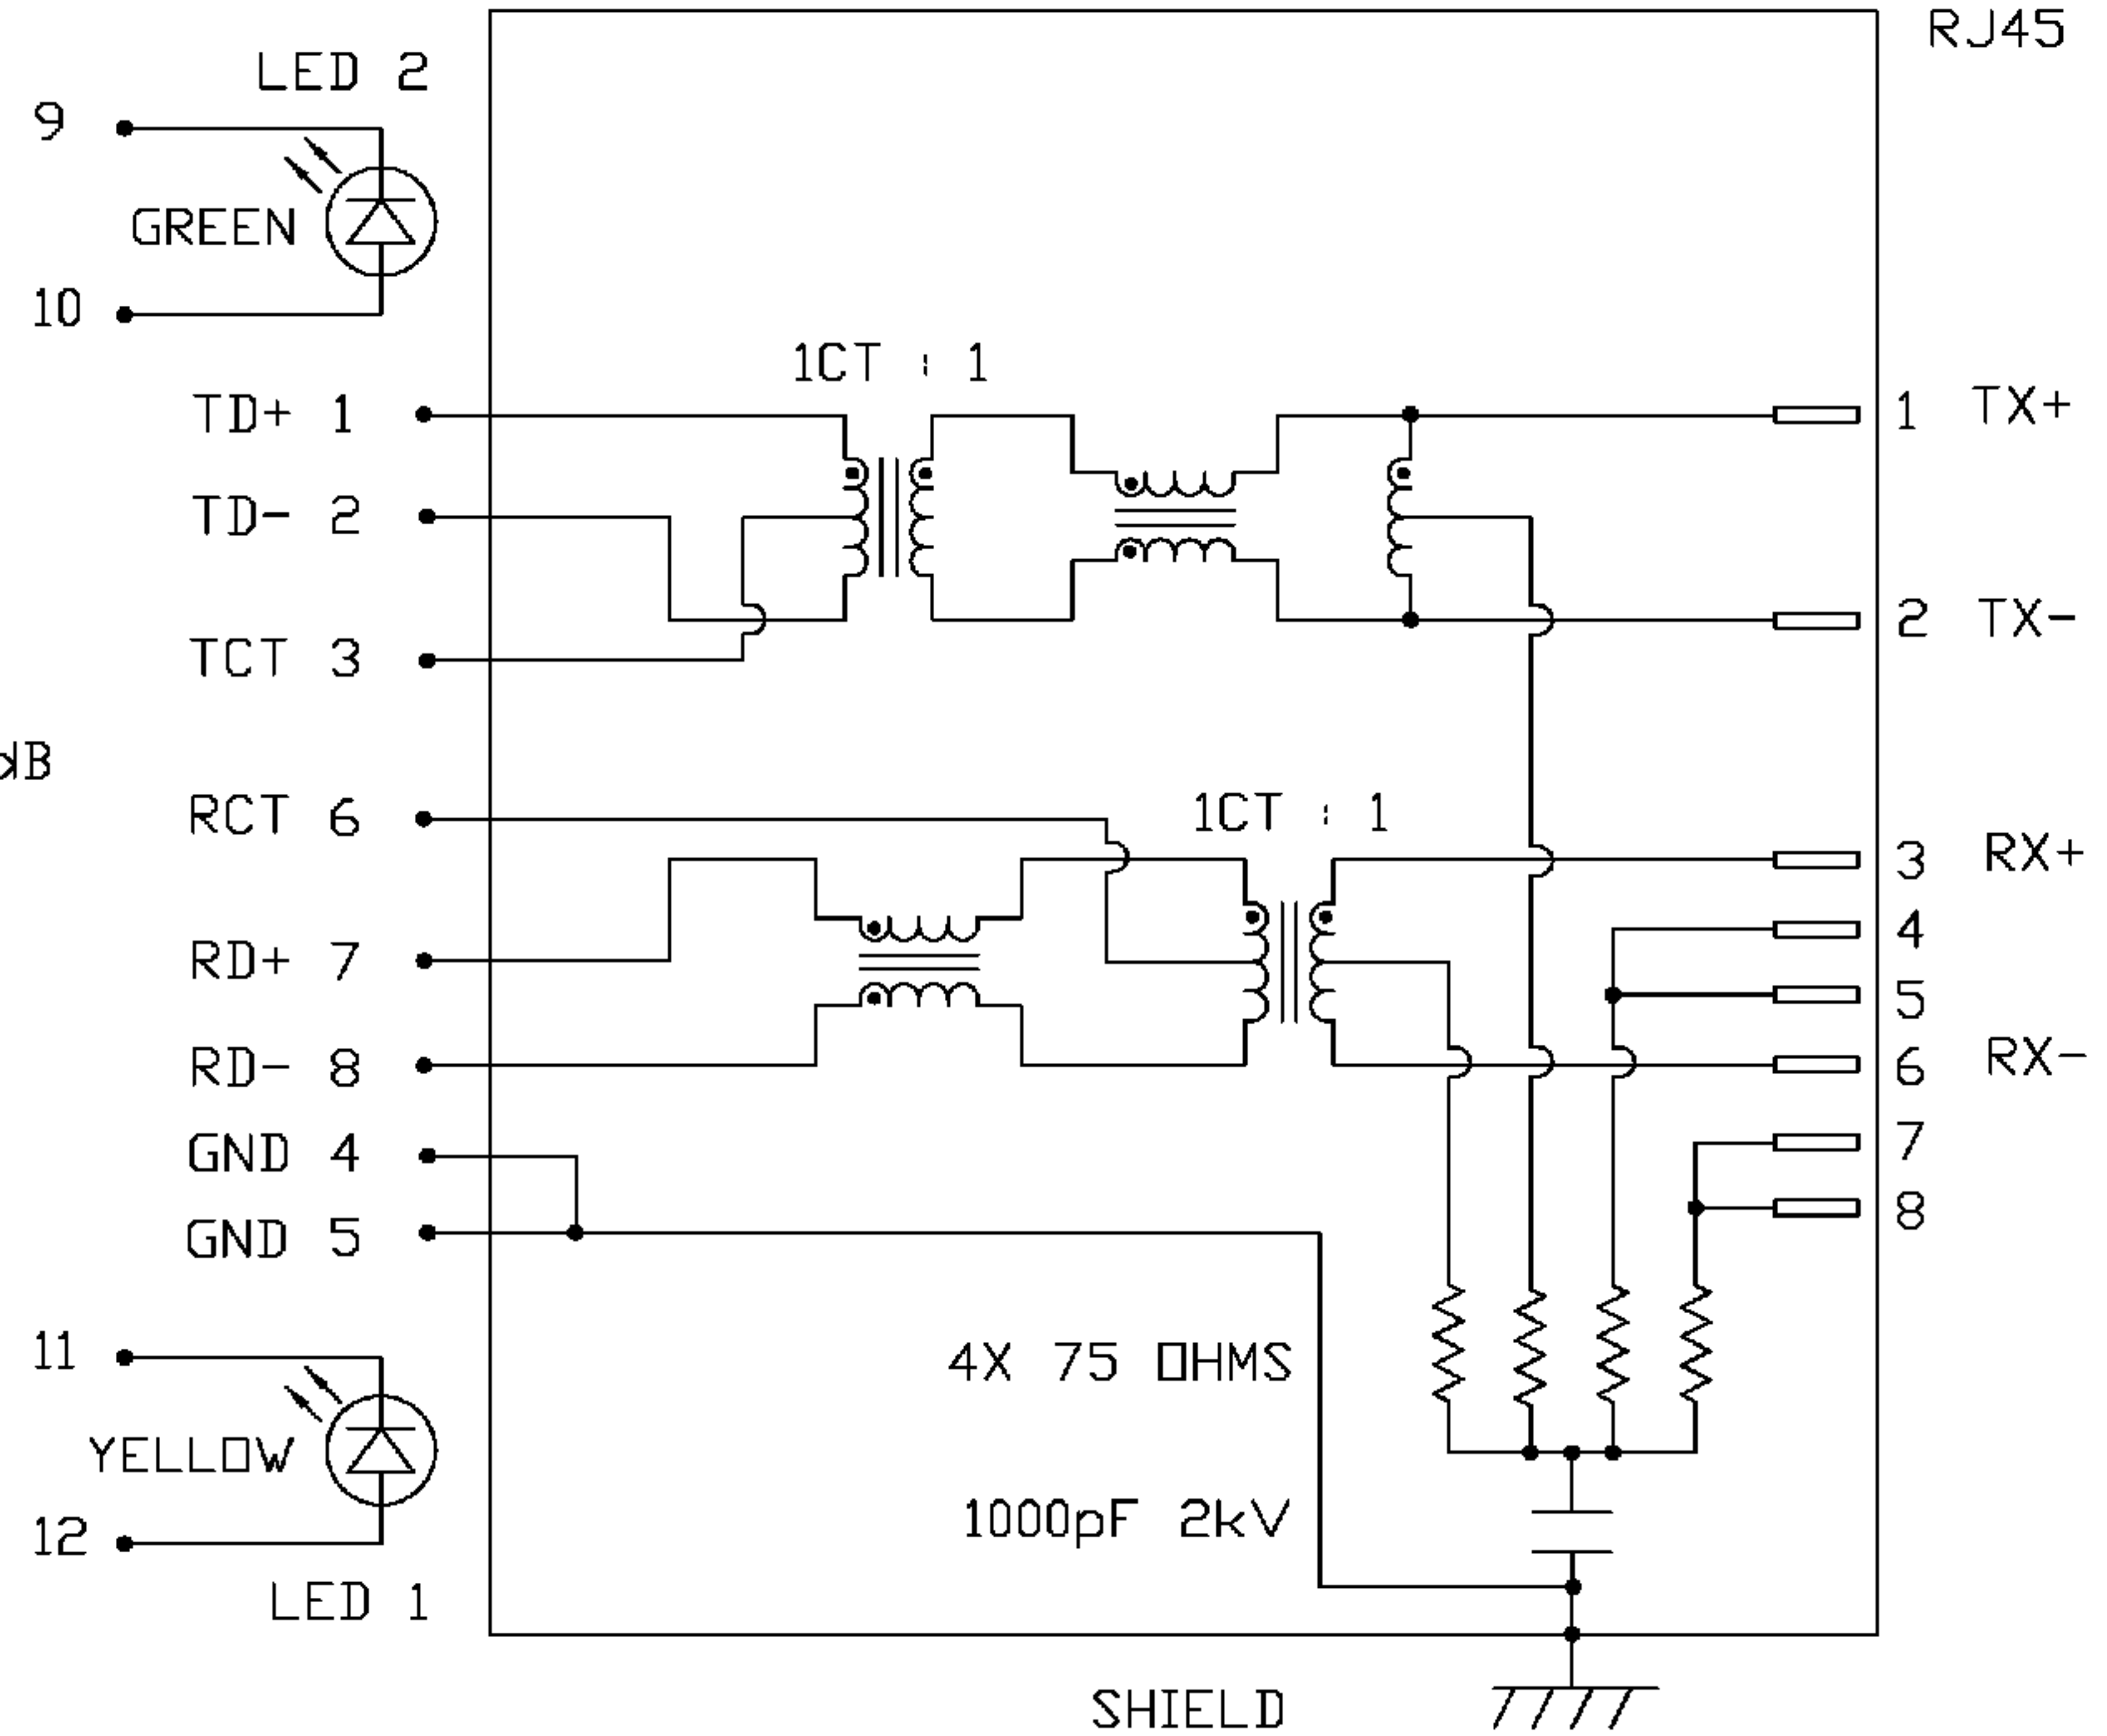 RJ45
LED 2
9
GREEN
10
1CT : 1
TD+ 1
1 TX+
TD- 2
2 TX-
TCT 3
dB
RCT 6
1CT : 1
3 RX+
4
RD+ 7
5
RD- 8
6 RX-
GND 4
7
GND 5
8
11
4X 75 OHMS
YELLOW
1000pF 2kV
12
LED 1
SHIELD